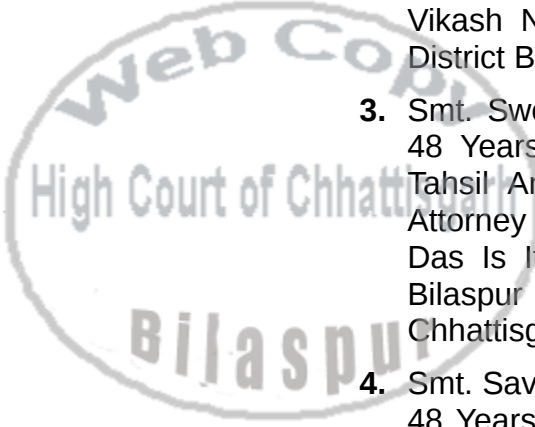 Vikash N
District B
3. Smt. Swe
48 Years
Tahsil Ar
Attorney
Das Is I
Bilaspur
Chhattisg
4. Smt. Sav
48 Years
Web Copy
High Court of Chhattisgarh
Bilaspur